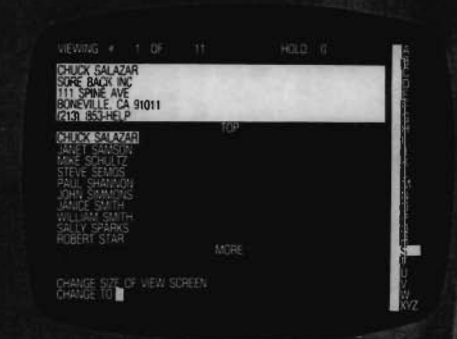 VIEWING # 1 OF 11 HOLD 0
CHUCK SALAZAR
SORE BACK INC
111 SPINE AVE
BONEVILLE, CA 91011
(213) 853-HELP
TOP
CHUCK SALAZAR
JANET SAMSON
MIKE SCHULTZ
STEVE SEMOS
PAUL SHANNON
JOHN SIMMONS
JANICE SMITH
WILLIAM SMITH
SALLY SPARKS
ROBERT STAR
MORE
CHANGE SIZE OF VIEW SCREEN
CHANGE TO
A
M
S
U
V
W
XYZ